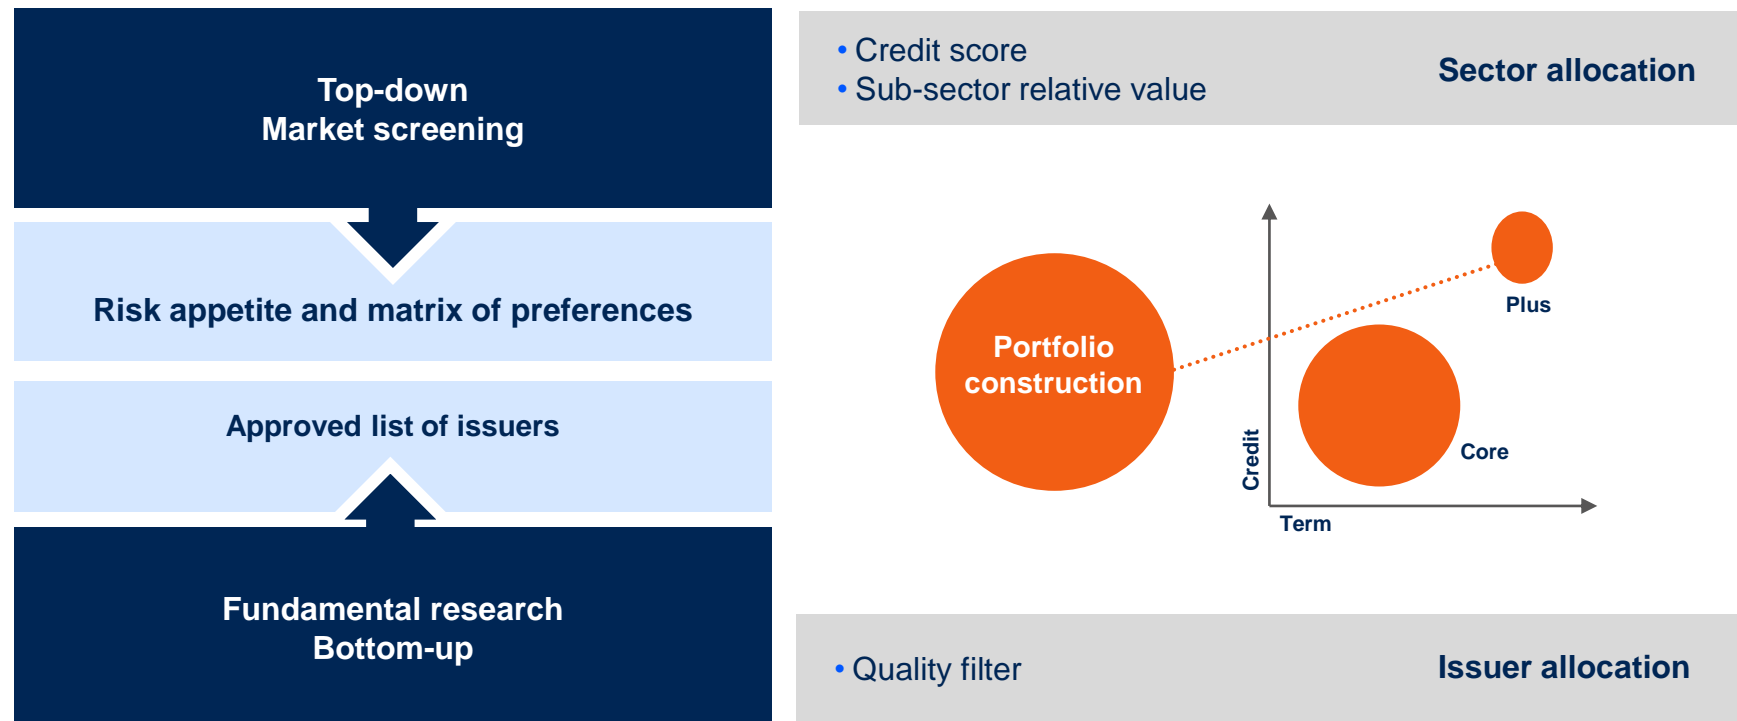 Top-down
Market screening
Risk appetite and matrix of preferences
Approved list of issuers
Fundamental research
Bottom-up
• Credit score
• Sub-sector relative value
Sector allocation
Portfolio
construction
Plus
Core
Credit
Term
• Quality filter
Issuer allocation